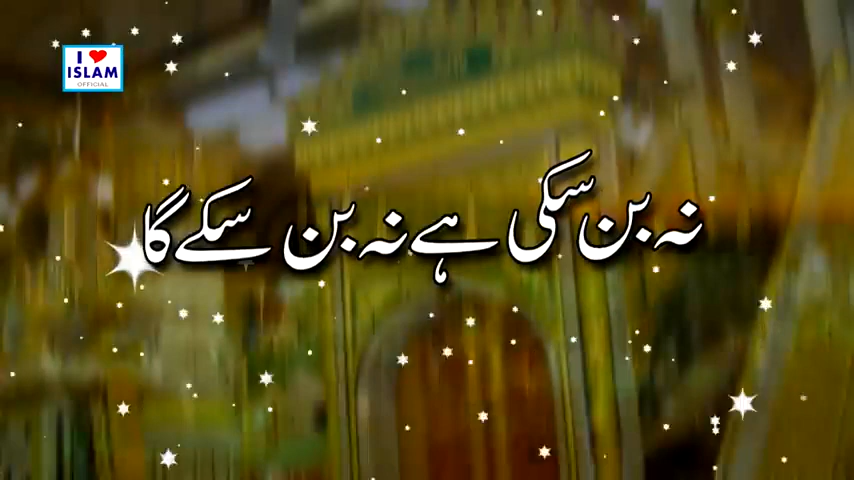 I ❤ ISLAM
OFFICIAL
نہ بن سکی ہے نہ بن سکے گا